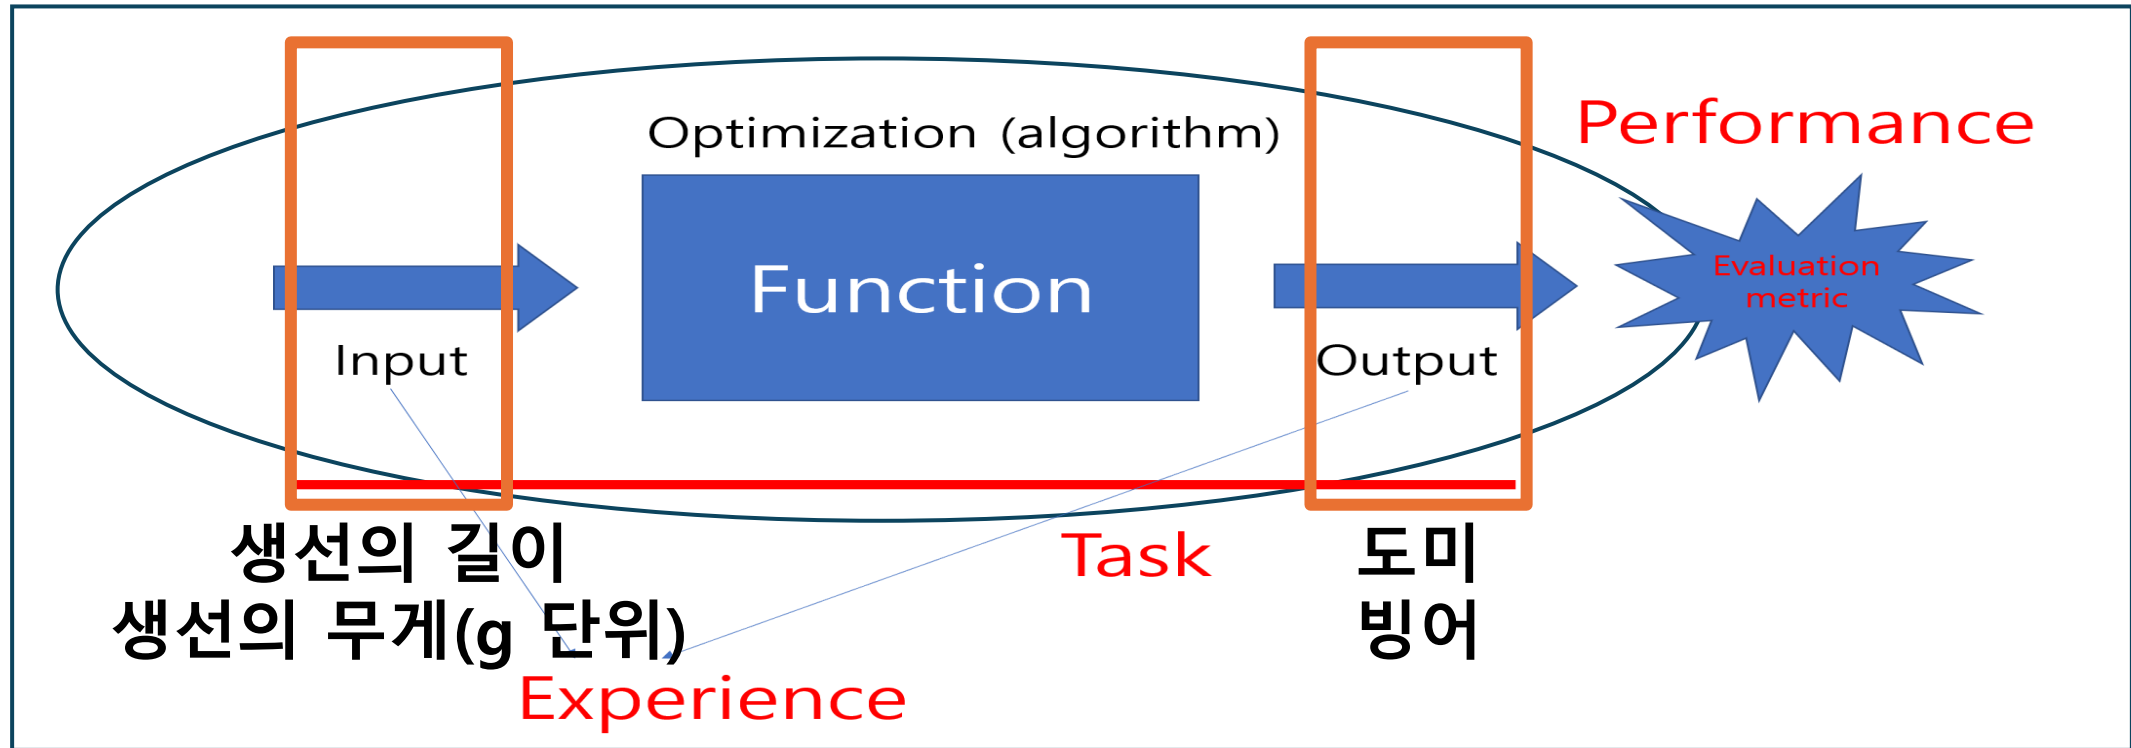 Optimization (algorithm)
Performance
Function
Evaluation
metric
Input
Output
생선의 길이
생선의 무게(g 단위)
Task
도미
빙어
Experience